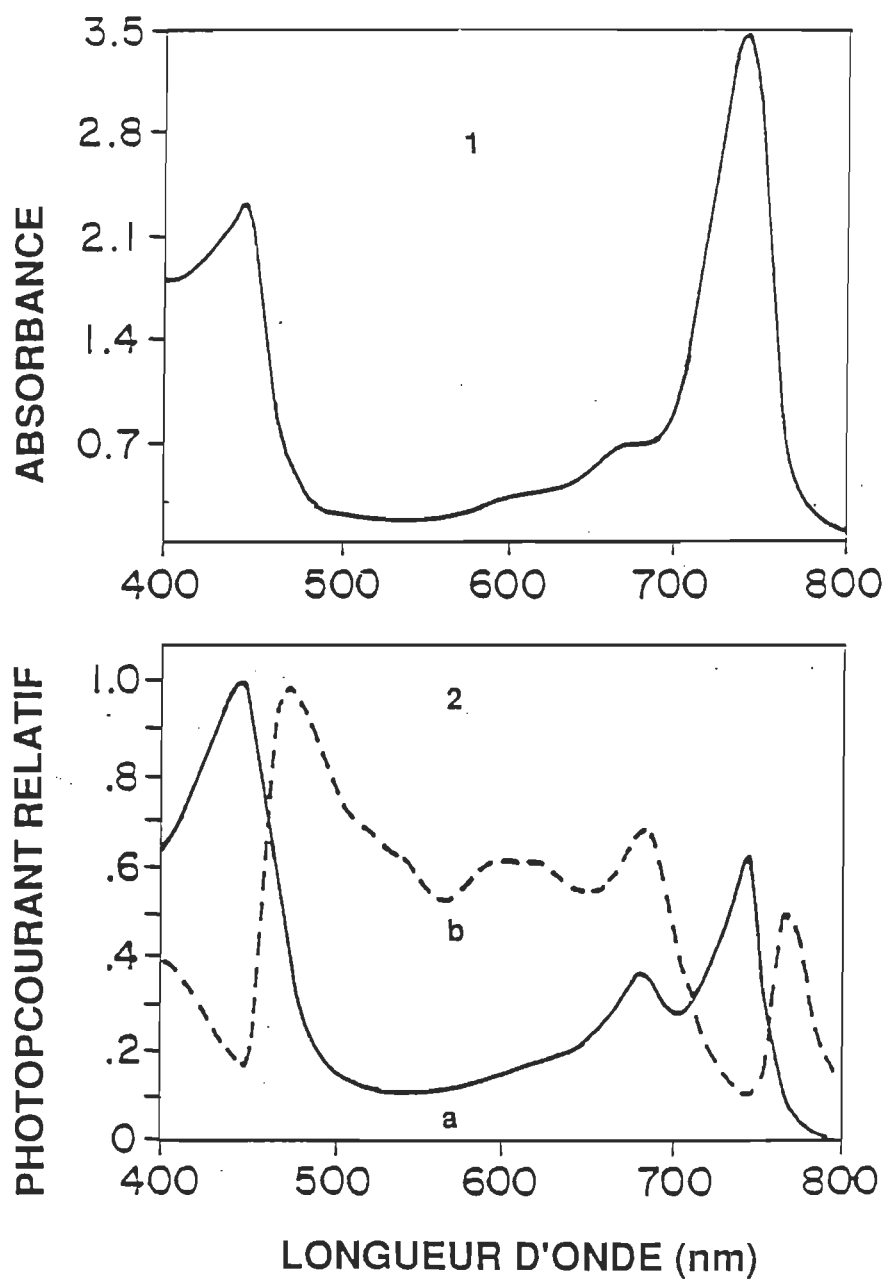 3.5
2.8
2.1
1.4
0.7
ABSORBANCE
1
400 500 600 700 800
1.0
.8
.6
.4
.2
0
PHOTOPCOURANT RELATIF
2
b
a
400 500 600 700 800
LONGUEUR D'ONDE (nm)